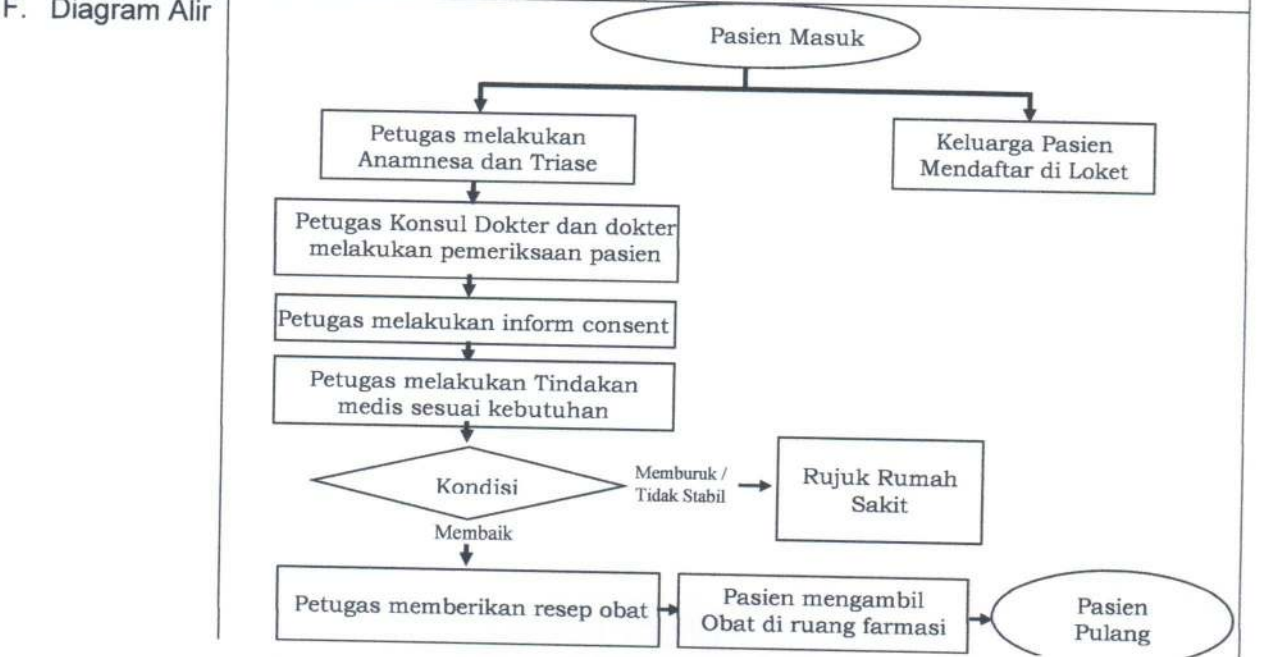 F. Diagram Alir
Pasien Masuk
Petugas melakukan
Anamnesa dan Triase
Keluarga Pasien
Mendaftar di Loket
Petugas Konsul Dokter dan dokter
melakukan pemeriksaan pasien
Petugas melakukan inform consent
Petugas melakukan Tindakan
medis sesuai kebutuhan
Kondisi
Memburuk /
Tidak Stabil
Rujuk Rumah
Sakit
Membaik
Petugas memberikan resep obat
Pasien mengambil
Obat di ruang farmasi
Pasien
Pulang